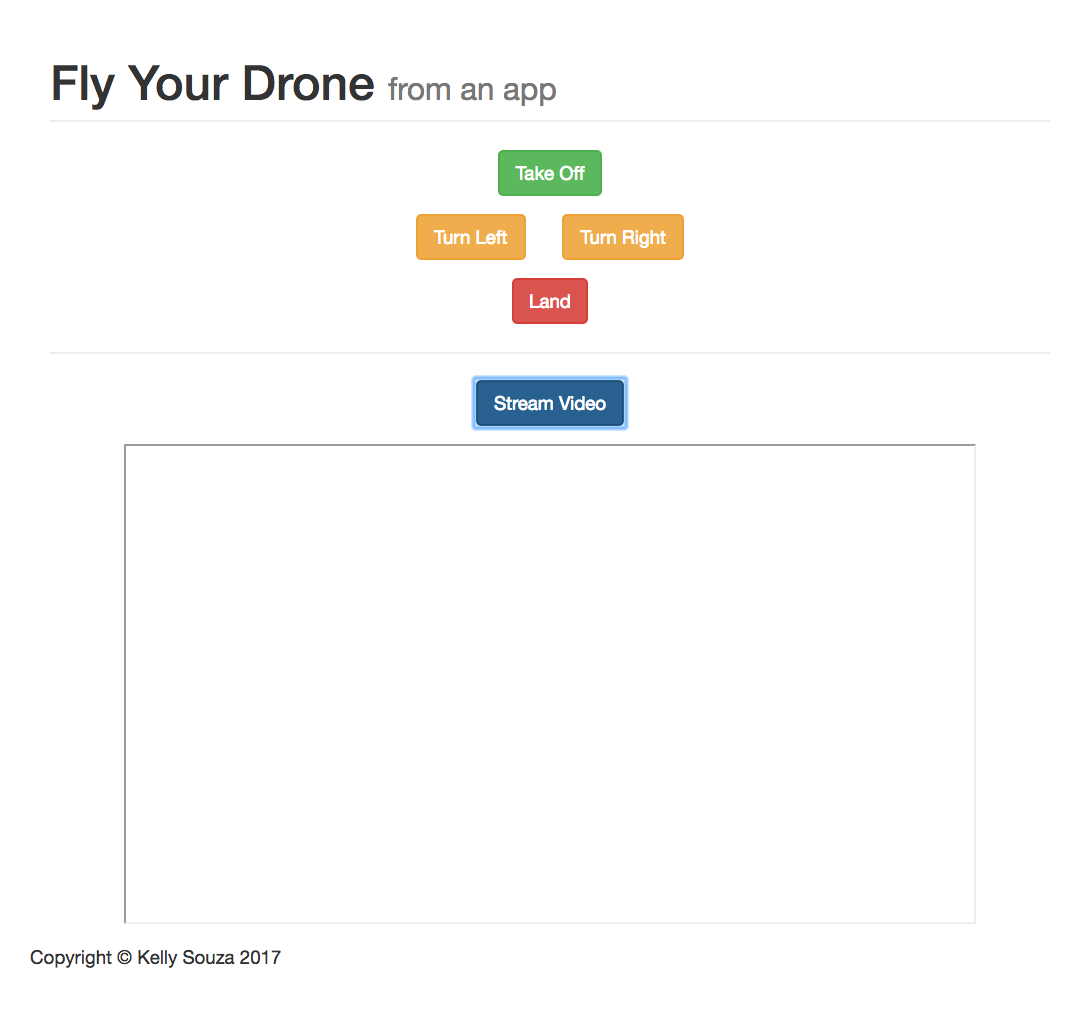 Fly Your Drone from an app
Take Off
Turn Left Turn Right
Land
Stream Video
Copyright © Kelly Souza 2017